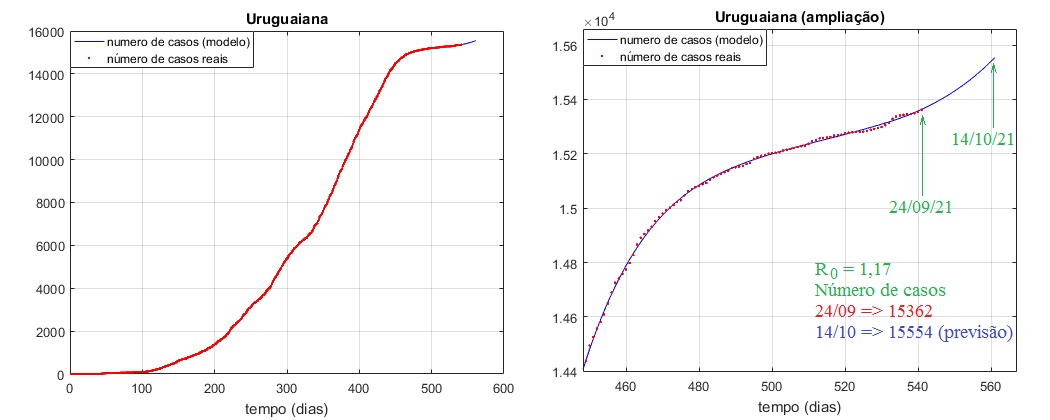 Uruguaiana
16000
14000
12000
10000
8000
6000
4000
2000
0
0 100 200 300 400 500 600
tempo (dias)
numero de casos (modelo)
número de casos reais
Uruguaiana (ampliação)
×10⁴
1.56
1.54
1.52
1.5
1.48
1.46
1.44
460 480 500 520 540 560
tempo (dias)
numero de casos (modelo)
número de casos reais
14/10/21
24/09/21
R₀ = 1,17
Número de casos
24/09 => 15362
14/10 => 15554 (previsão)